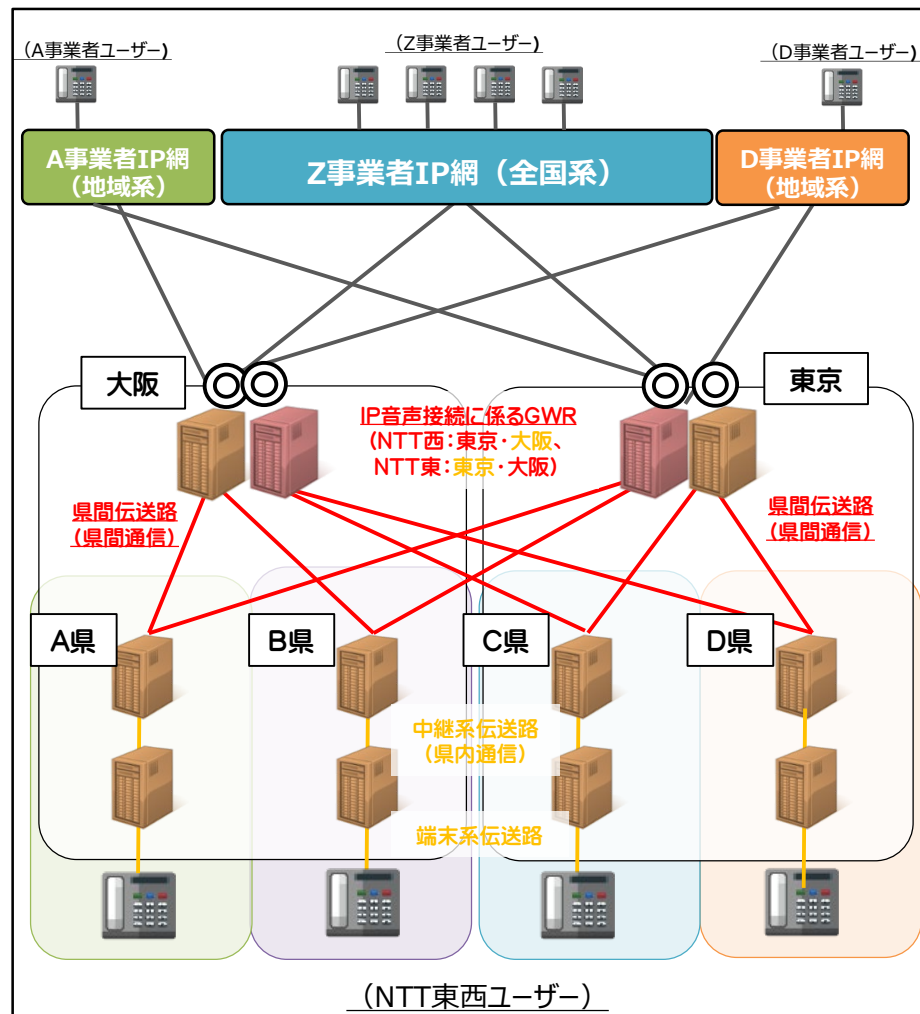 （A事業者ユーザー）
（Z事業者ユーザー）
（D事業者ユーザー）
A事業者IP網
（地域系）
Z事業者IP網（全国系）
D事業者IP網
（地域系）
大阪
東京
IP音声接続に係るGWR
（NTT西：東京・大阪、
NTT東：東京・大阪）
県間伝送路
（県間通信）
県間伝送路
（県間通信）
A県
B県
C県
D県
中継系伝送路
（県内通信）
端末系伝送路
（NTT東西ユーザー）